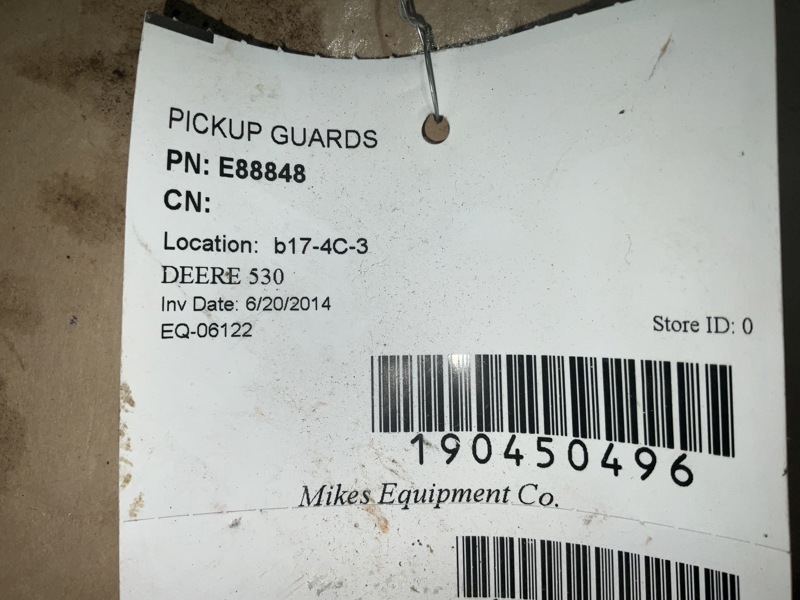 PICKUP GUARDS
PN: E88848
CN:
Location: b17-4C-3
DEERE 530
Inv Date: 6/20/2014
EQ-06122
Store ID: 0
190450496
Mikes Equipment Co.